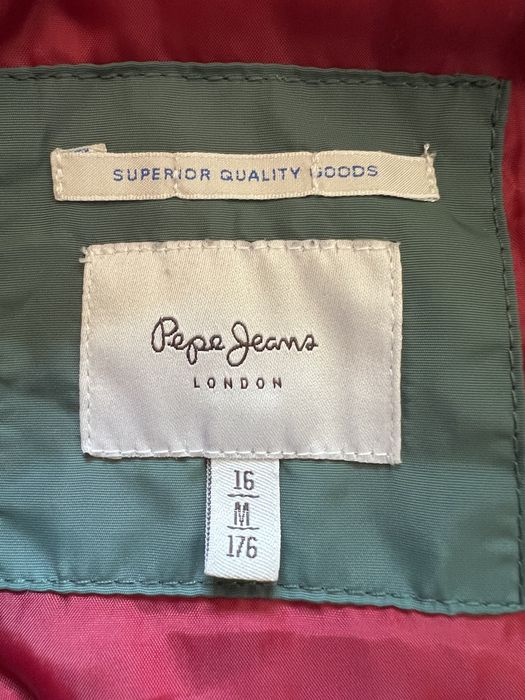 SUPERIOR QUALITY GOODS
Pepe Jeans
LONDON
16
M
176